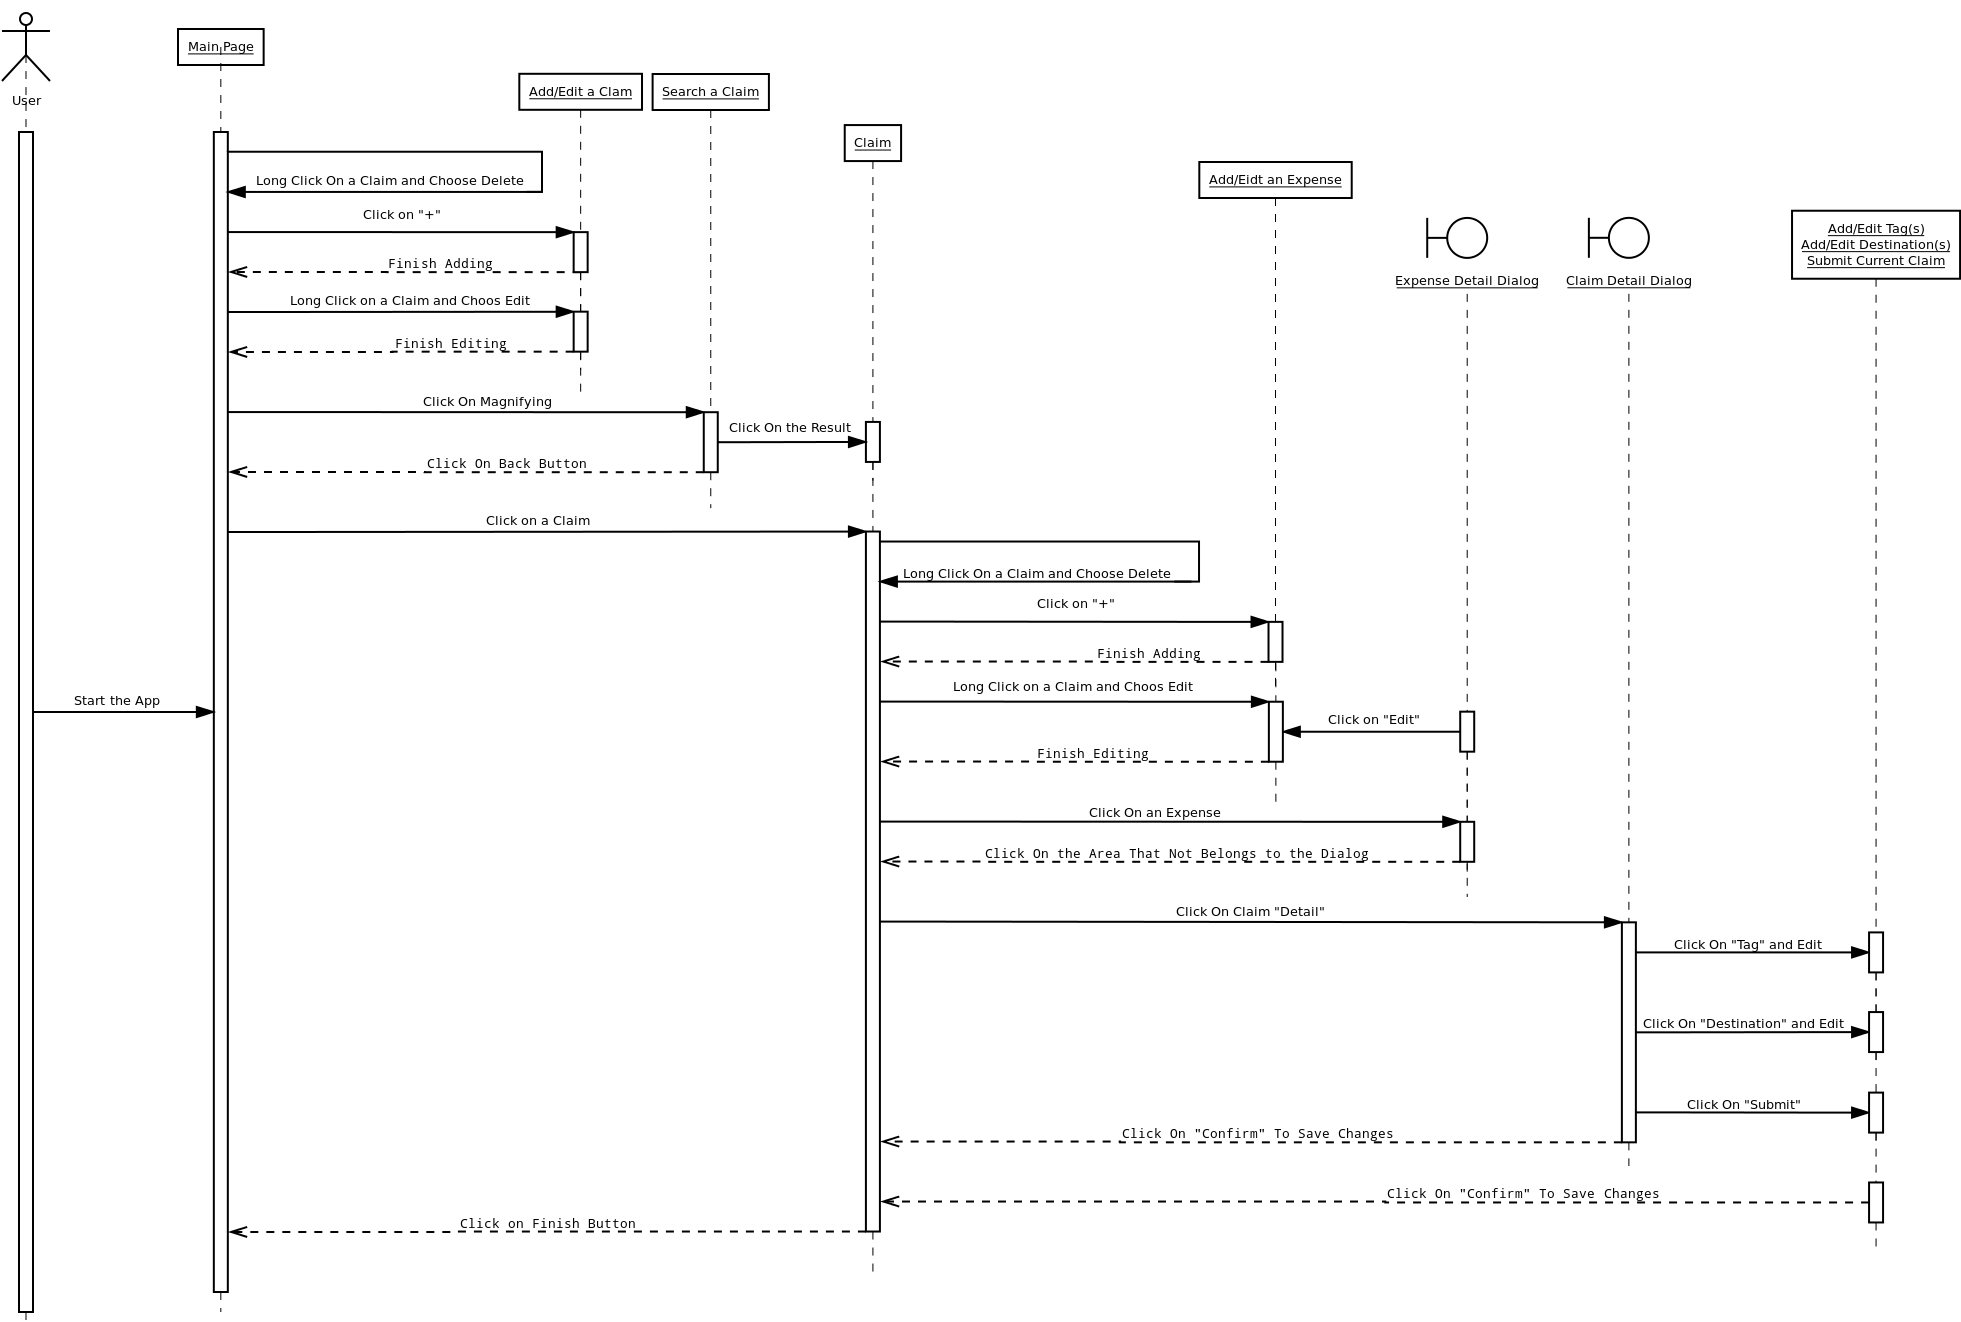 User
Main Page
Add/Edit a Clam
Search a Claim
Claim
Add/Eidt an Expense
Expense Detail Dialog
Claim Detail Dialog
Add/Edit Tag(s)
Add/Edit Destination(s)
Submit Current Claim
Long Click On a Claim and Choose Delete
Click on "+"
Finish Adding
Long Click on a Claim and Choos Edit
Finish Editing
Click On Magnifying
Click On the Result
Click On Back Button
Click on a Claim
Long Click On a Claim and Choose Delete
Click on "+"
Finish Adding
Long Click on a Claim and Choos Edit
Start the App
Click on "Edit"
Finish Editing
Click On an Expense
Click On the Area That Not Belongs to the Dialog
Click On Claim "Detail"
Click On "Tag" and Edit
Click On "Destination" and Edit
Click On "Submit"
Click On "Confirm" To Save Changes
Click On "Confirm" To Save Changes
Click on Finish Button